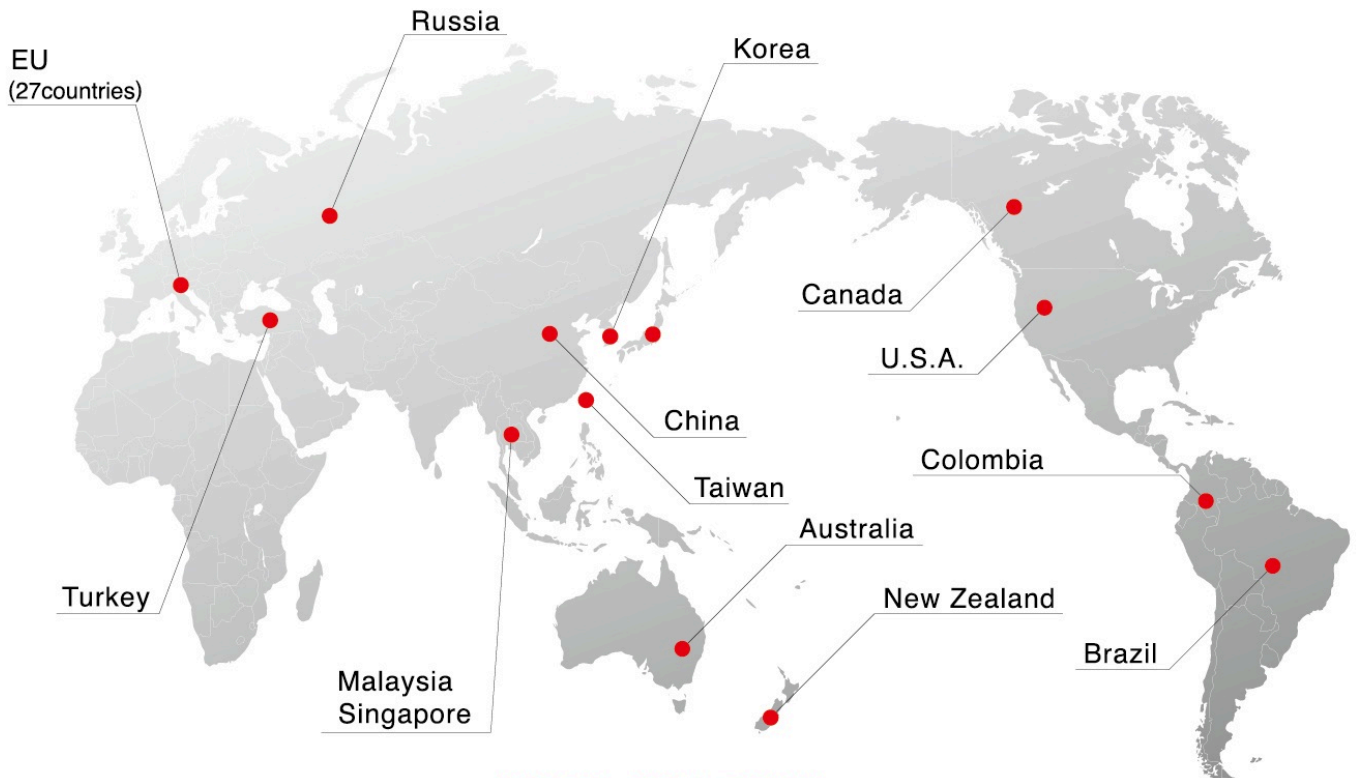 Russia
EU
(27countries)
Korea
Canada
U.S.A.
China
Colombia
Taiwan
Australia
Turkey
New Zealand
Brazil
Malaysia
Singapore